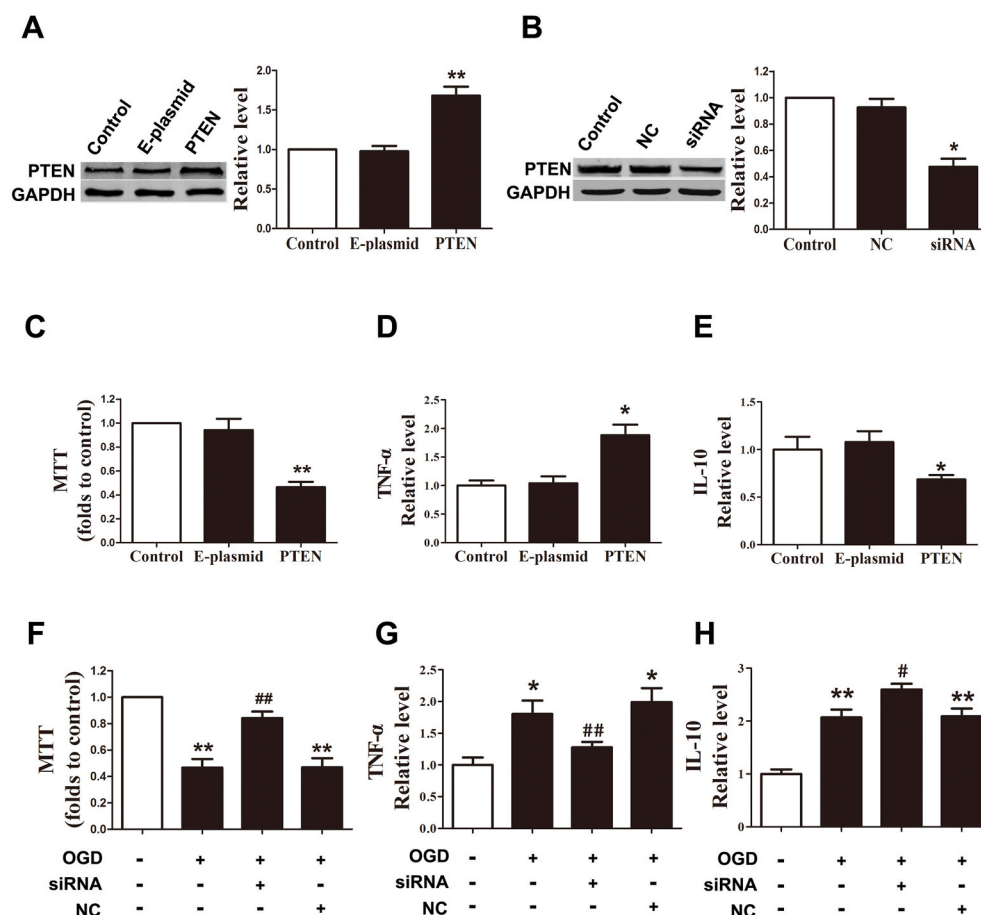 A
Control E-plasmid PTEN
PTEN
GAPDH
Relative level
2.0
1.5
1.0
0.5
0.0
**
Control E-plasmid PTEN
B
Control NC siRNA
PTEN
GAPDH
Relative level
1.0
0.8
0.6
0.4
0.2
0.0
*
Control NC siRNA
C
MTT
(folds to control)
1.0
0.8
0.6
0.4
0.2
0
**
Control E-plasmid PTEN
D
TNF-α
Relative level
2.5
2.0
1.5
1.0
0.5
0.0
*
Control E-plasmid PTEN
E
IL-10
Relative level
1.5
1.0
0.5
0.0
*
Control E-plasmid PTEN
F
MTT
(folds to control)
1.2
1.0
0.8
0.6
0.4
0.2
0
** ## **
OGD - + + +
siRNA - - + -
NC - - - +
G
TNF-α
Relative level
2.5
2.0
1.5
1.0
0.5
0.0
* ## *
OGD - + + +
siRNA - - + -
NC - - - +
H
IL-10
Relative level
3
2
1
0
** # **
OGD - + + +
siRNA - - + -
NC - - - +